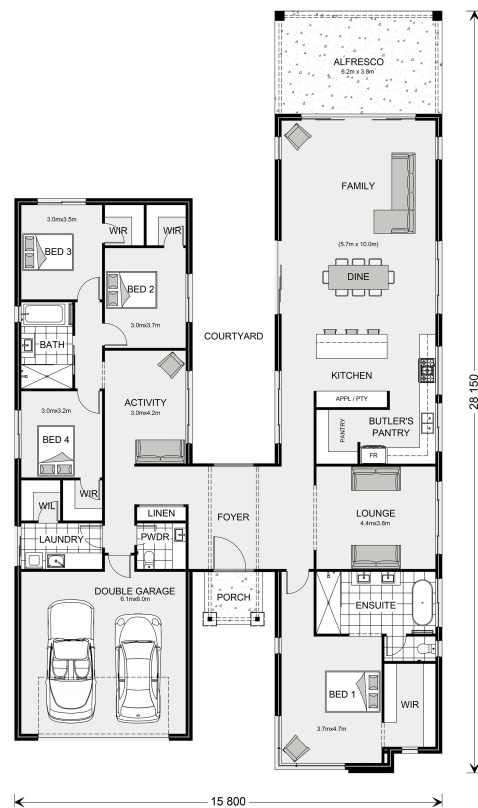 ALFRESCO
6.2m x 3.8m
FAMILY
(5.7m x 10.0m)
DINE
KITCHEN
APPL / PTY
BUTLER'S
PANTRY
PANTRY
FR
3.0mx3.5m
BED 3
WIR
WIR
BED 2
3.0mx3.7m
BATH
COURTYARD
ACTIVITY
3.0mx4.2m
3.0mx3.2m
BED 4
WIR
WIL
LAUNDRY
LINEN
PWDR
FOYER
LOUNGE
4.4mx3.8m
DOUBLE GARAGE
6.1mx6.0m
PORCH
ENSUITE
BED 1
3.7mx4.7m
WIR
28 150
15 800